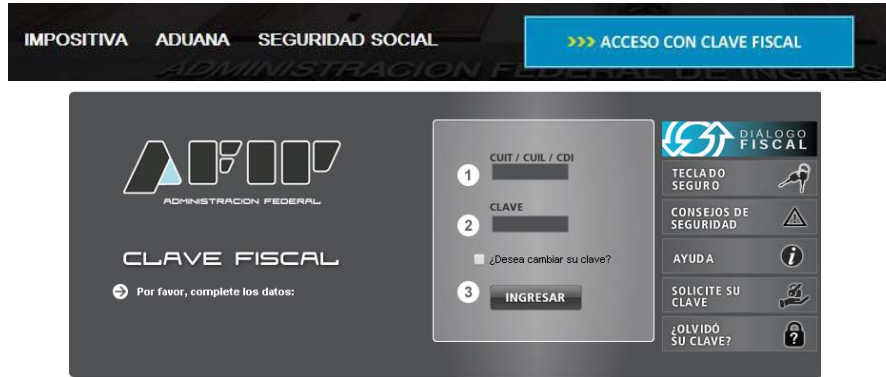 IMPOSITIVA ADUANA SEGURIDAD SOCIAL >>> ACCESO CON CLAVE FISCAL
ADMINISTRACION FEDERAL DE INGRES
AFIP
ADMINISTRACION FEDERAL
CLAVE FISCAL
Por favor, complete los datos:
1 CUIT / CUIL / CDI
2 CLAVE
¿Desea cambiar su clave?
3 INGRESAR
DIÁLOGO
FISCAL
TECLADO
SEGURO
CONSEJOS DE
SEGURIDAD
AYUDA
SOLICITE SU
CLAVE
¿OLVIDÓ
SU CLAVE?